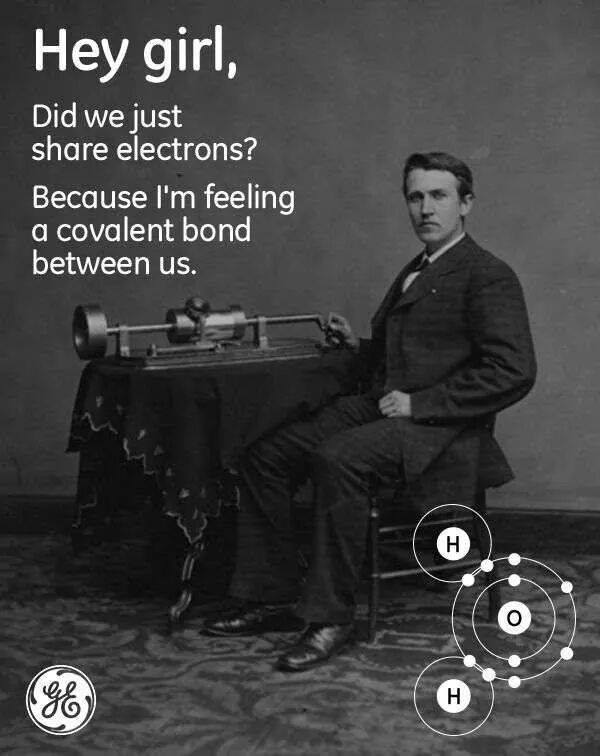 Hey girl,
Did we just
share electrons?
Because I'm feeling
a covalent bond
between us.
H
O
H
GE